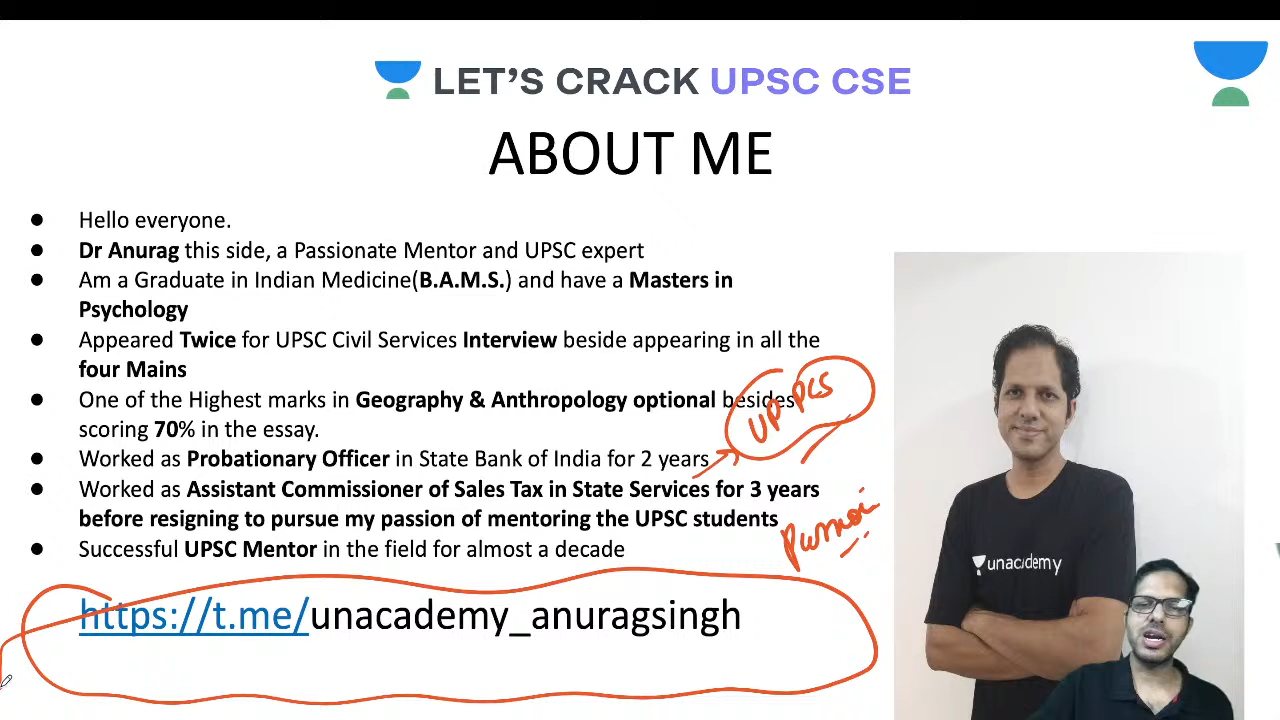 LET'S CRACK UPSC CSE
ABOUT ME
● Hello everyone.
● Dr Anurag this side, a Passionate Mentor and UPSC expert
● Am a Graduate in Indian Medicine(B.A.M.S.) and have a Masters in
Psychology
● Appeared Twice for UPSC Civil Services Interview beside appearing in all the
four Mains
● One of the Highest marks in Geography & Anthropology optional besides
scoring 70% in the essay.
UP PCS
● Worked as Probationary Officer in State Bank of India for 2 years
● Worked as Assistant Commissioner of Sales Tax in State Services for 3 years
before resigning to pursue my passion of mentoring the UPSC students
● Successful UPSC Mentor in the field for almost a decade
https://t.me/unacademy_anuragsingh
unacademy